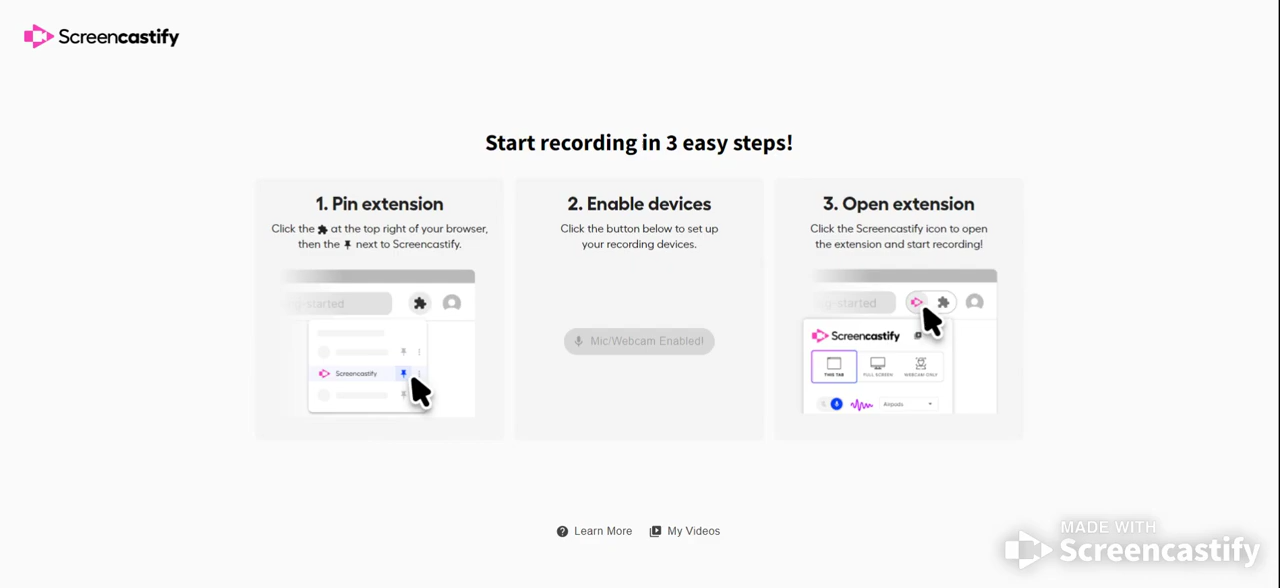 Screencastify
Start recording in 3 easy steps!
1. Pin extension
Click the at the top right of your browser,
then the next to Screencastify.
g-started
Screencastify
2. Enable devices
Click the button below to set up
your recording devices.
Mic/Webcam Enabled!
3. Open extension
Click the Screencastify icon to open
the extension and start recording!
g-started
Screencastify
THIS TAB
FULL SCREEN
WEBCAM ONLY
Airpods
Learn More
My Videos
MADE WITH
Screencastify